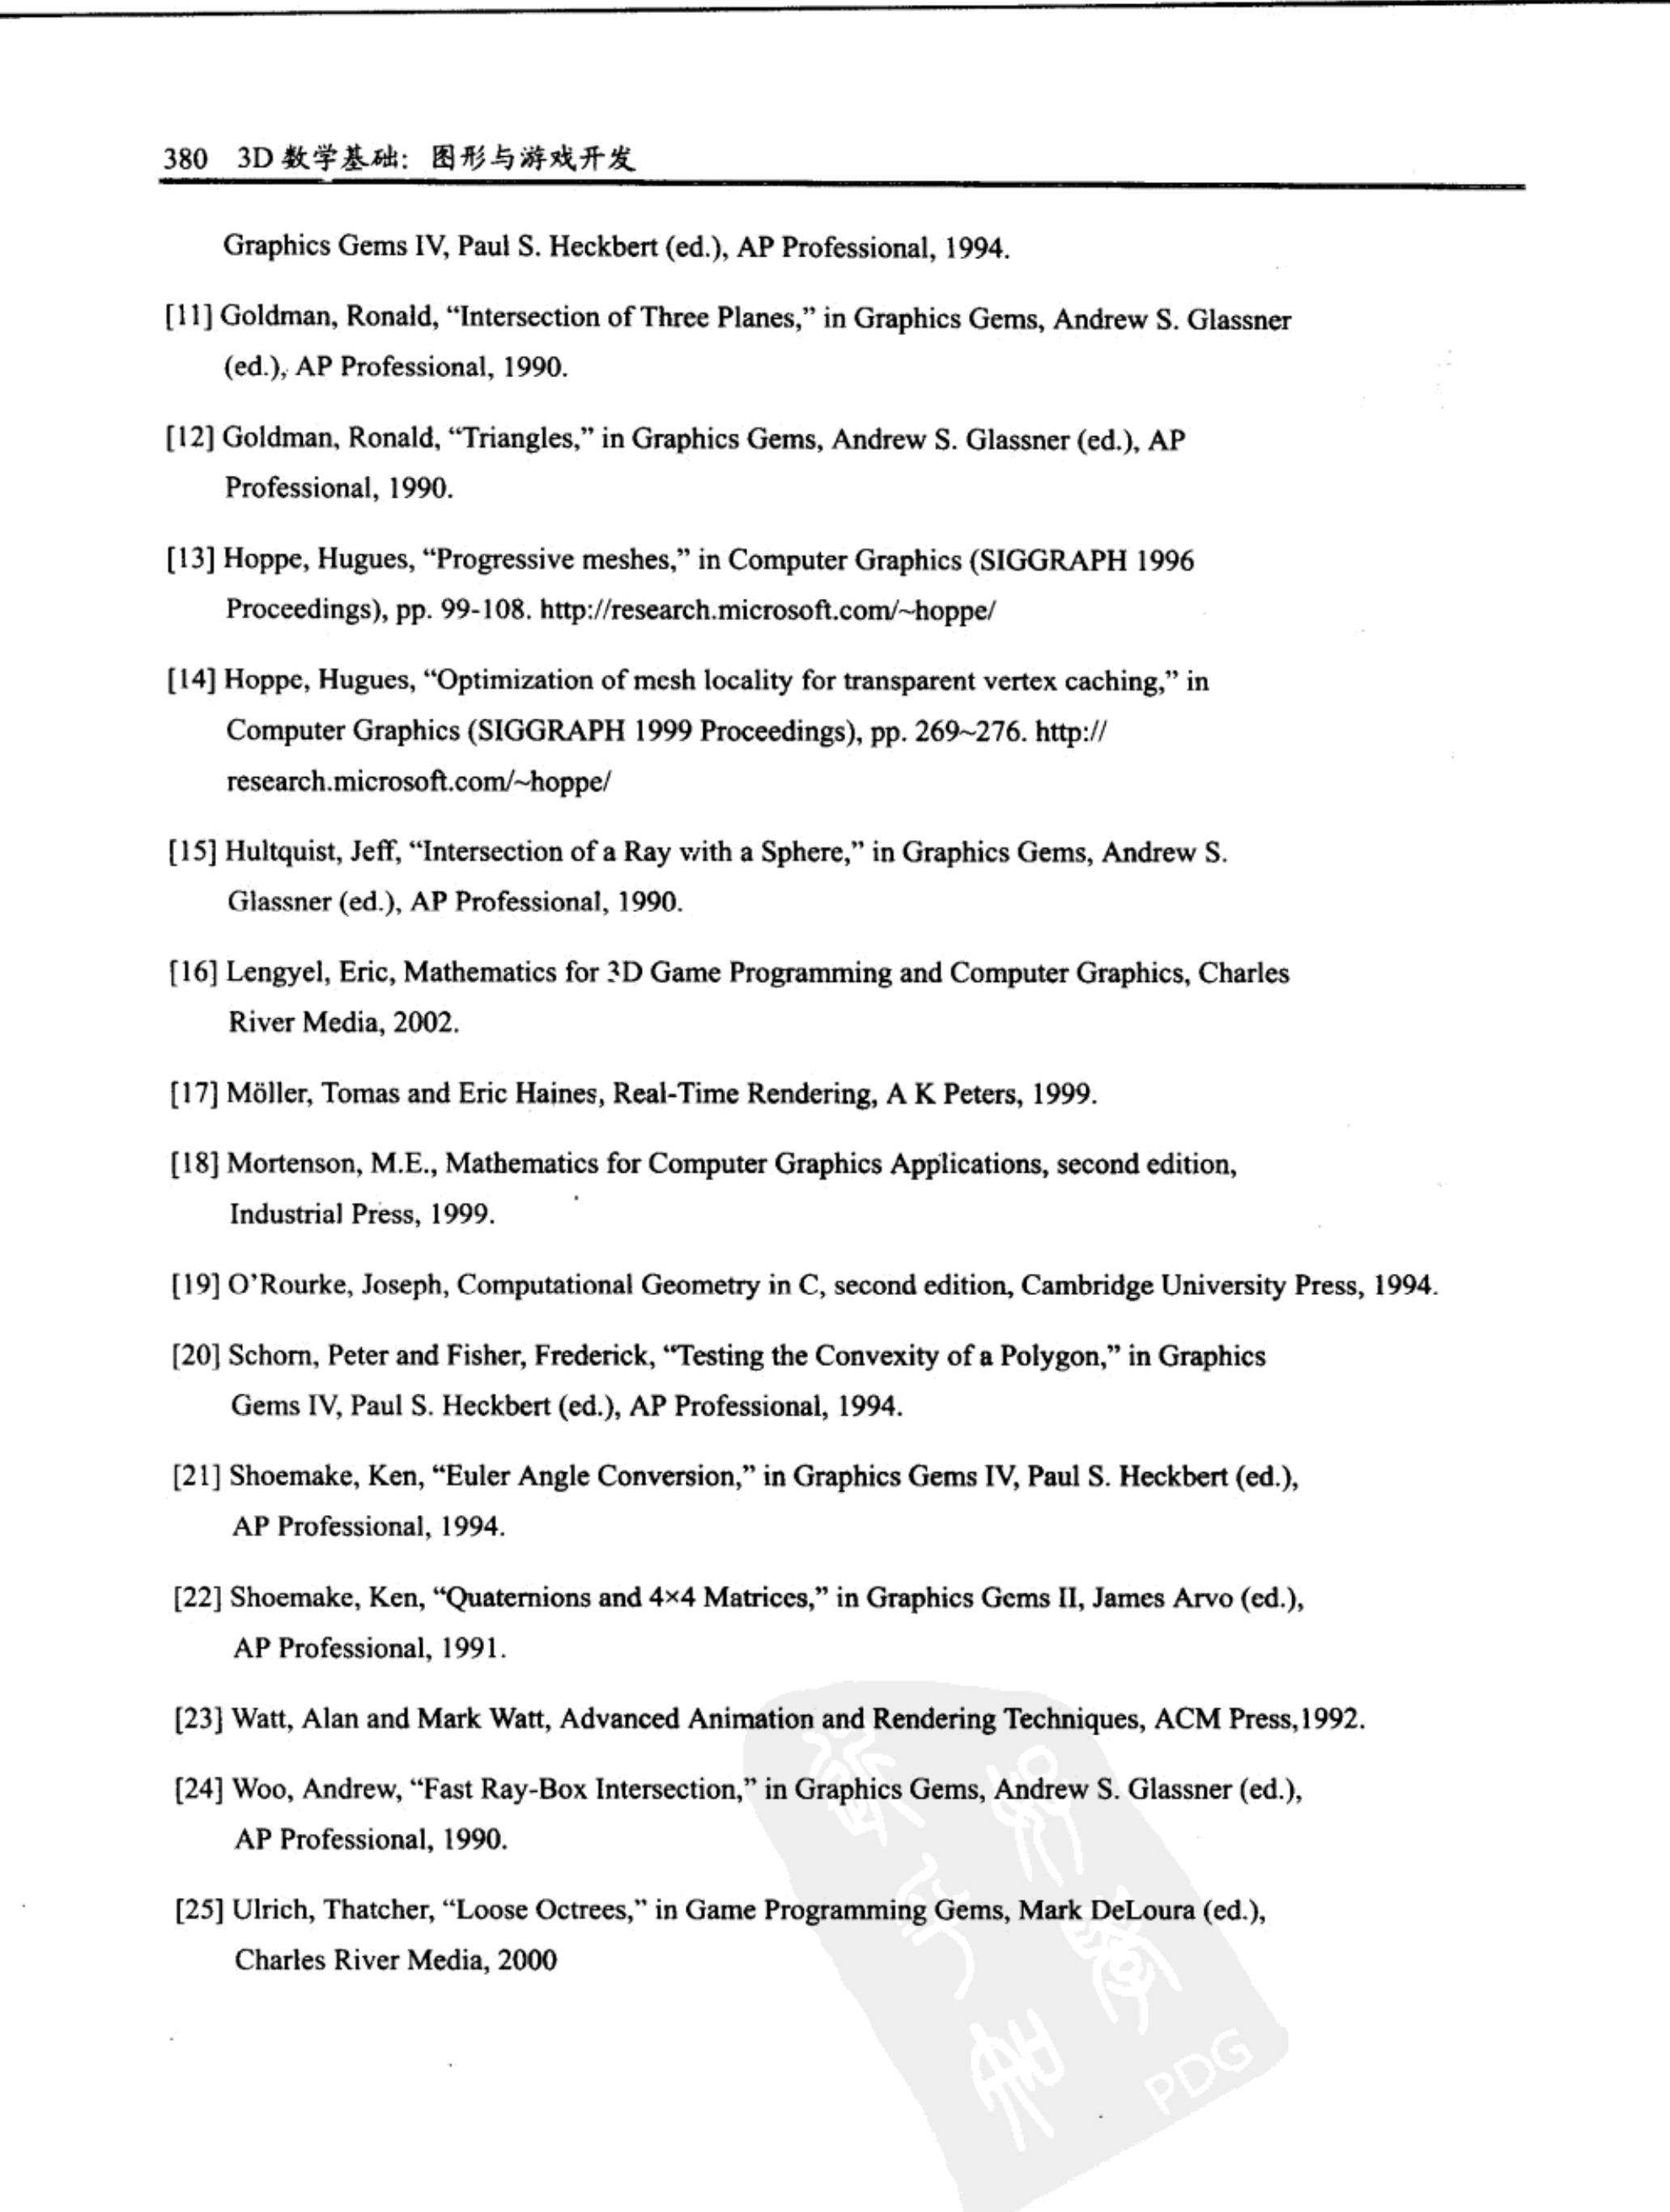 380 3D 数学基础：图形与游戏开发
Graphics Gems IV, Paul S. Heckbert (ed.), AP Professional, 1994.
[11] Goldman, Ronald, “Intersection of Three Planes,” in Graphics Gems, Andrew S. Glassner
(ed.), AP Professional, 1990.
[12] Goldman, Ronald, “Triangles,” in Graphics Gems, Andrew S. Glassner (ed.), AP
Professional, 1990.
[13] Hoppe, Hugues, “Progressive meshes,” in Computer Graphics (SIGGRAPH 1996
Proceedings), pp. 99-108. http://research.microsoft.com/~hoppe/
[14] Hoppe, Hugues, “Optimization of mesh locality for transparent vertex caching,” in
Computer Graphics (SIGGRAPH 1999 Proceedings), pp. 269~276. http://
research.microsoft.com/~hoppe/
[15] Hultquist, Jeff, “Intersection of a Ray with a Sphere,” in Graphics Gems, Andrew S.
Glassner (ed.), AP Professional, 1990.
[16] Lengyel, Eric, Mathematics for 3D Game Programming and Computer Graphics, Charles
River Media, 2002.
[17] Möller, Tomas and Eric Haines, Real-Time Rendering, A K Peters, 1999.
[18] Mortenson, M.E., Mathematics for Computer Graphics Applications, second edition,
Industrial Press, 1999.
[19] O’Rourke, Joseph, Computational Geometry in C, second edition, Cambridge University Press, 1994.
[20] Schorn, Peter and Fisher, Frederick, “Testing the Convexity of a Polygon,” in Graphics
Gems IV, Paul S. Heckbert (ed.), AP Professional, 1994.
[21] Shoemake, Ken, “Euler Angle Conversion,” in Graphics Gems IV, Paul S. Heckbert (ed.),
AP Professional, 1994.
[22] Shoemake, Ken, “Quaternions and 4×4 Matrices,” in Graphics Gems II, James Arvo (ed.),
AP Professional, 1991.
[23] Watt, Alan and Mark Watt, Advanced Animation and Rendering Techniques, ACM Press,1992.
[24] Woo, Andrew, “Fast Ray-Box Intersection,” in Graphics Gems, Andrew S. Glassner (ed.),
AP Professional, 1990.
[25] Ulrich, Thatcher, “Loose Octrees,” in Game Programming Gems, Mark DeLoura (ed.),
Charles River Media, 2000
PDG